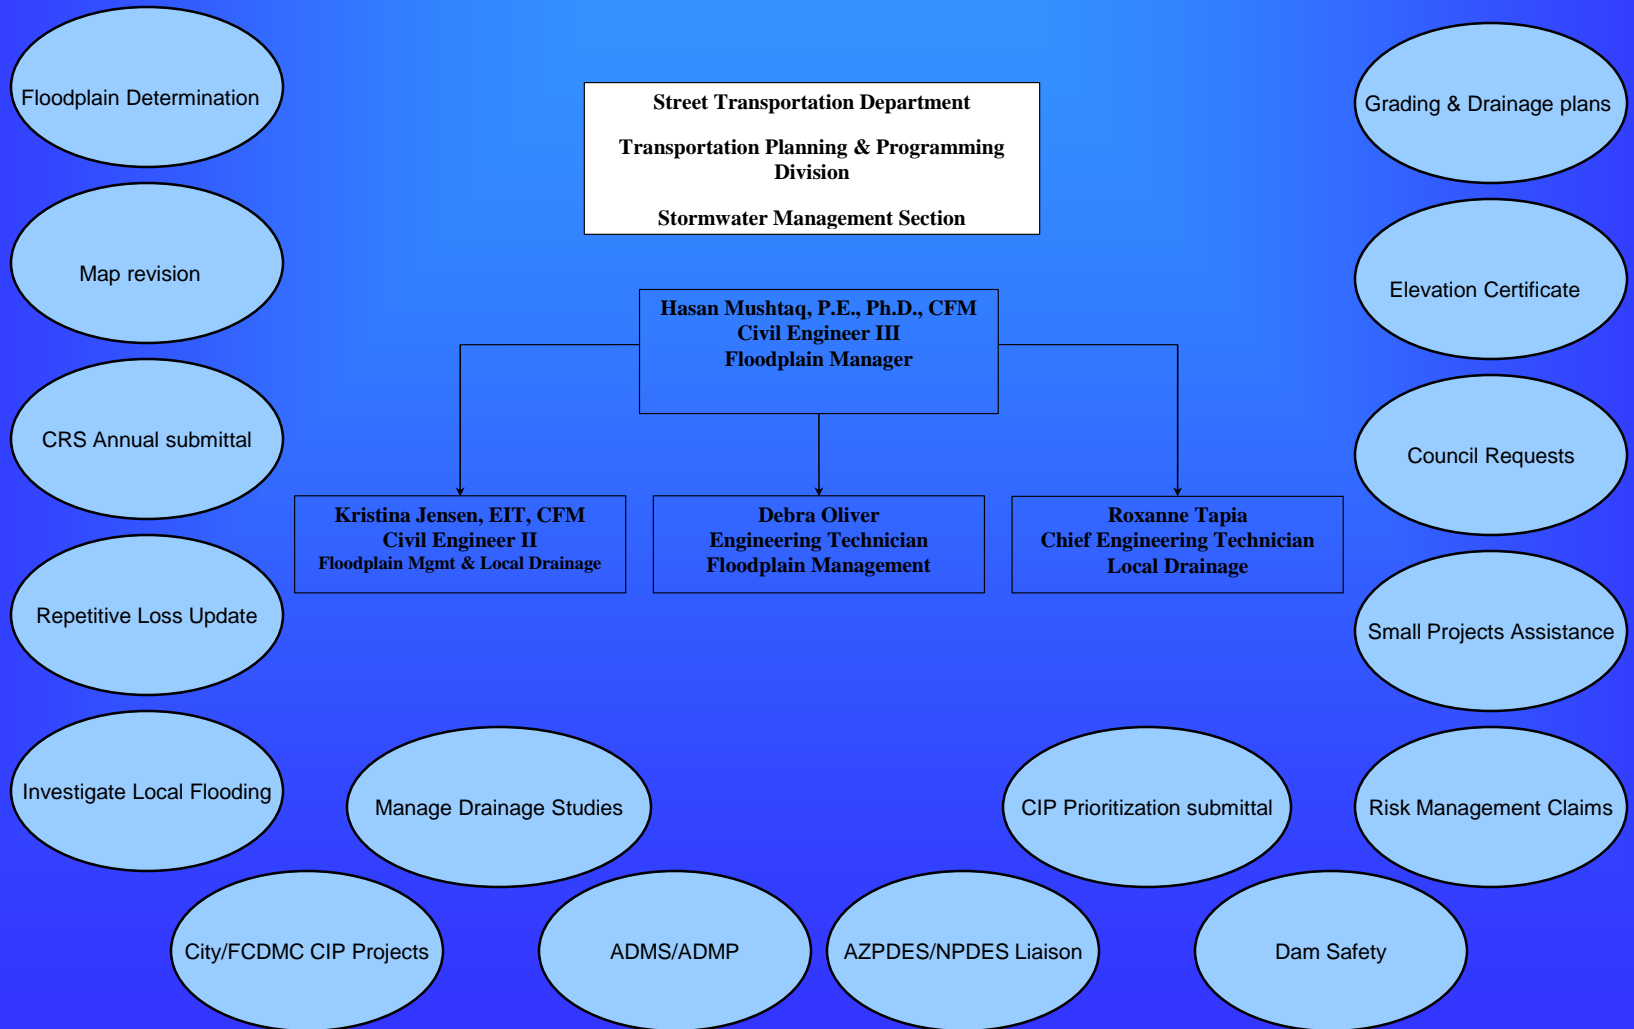 Street Transportation Department
Transportation Planning & Programming
Division
Stormwater Management Section
Hasan Mushtaq, P.E., Ph.D., CFM
Civil Engineer III
Floodplain Manager
Kristina Jensen, EIT, CFM
Civil Engineer II
Floodplain Mgmt & Local Drainage
Debra Oliver
Engineering Technician
Floodplain Management
Roxanne Tapia
Chief Engineering Technician
Local Drainage
Floodplain Determination
Map revision
CRS Annual submittal
Repetitive Loss Update
Investigate Local Flooding
Manage Drainage Studies
City/FCDMC CIP Projects
ADMS/ADMP
AZPDES/NPDES Liaison
CIP Prioritization submittal
Dam Safety
Grading & Drainage plans
Elevation Certificate
Council Requests
Small Projects Assistance
Risk Management Claims